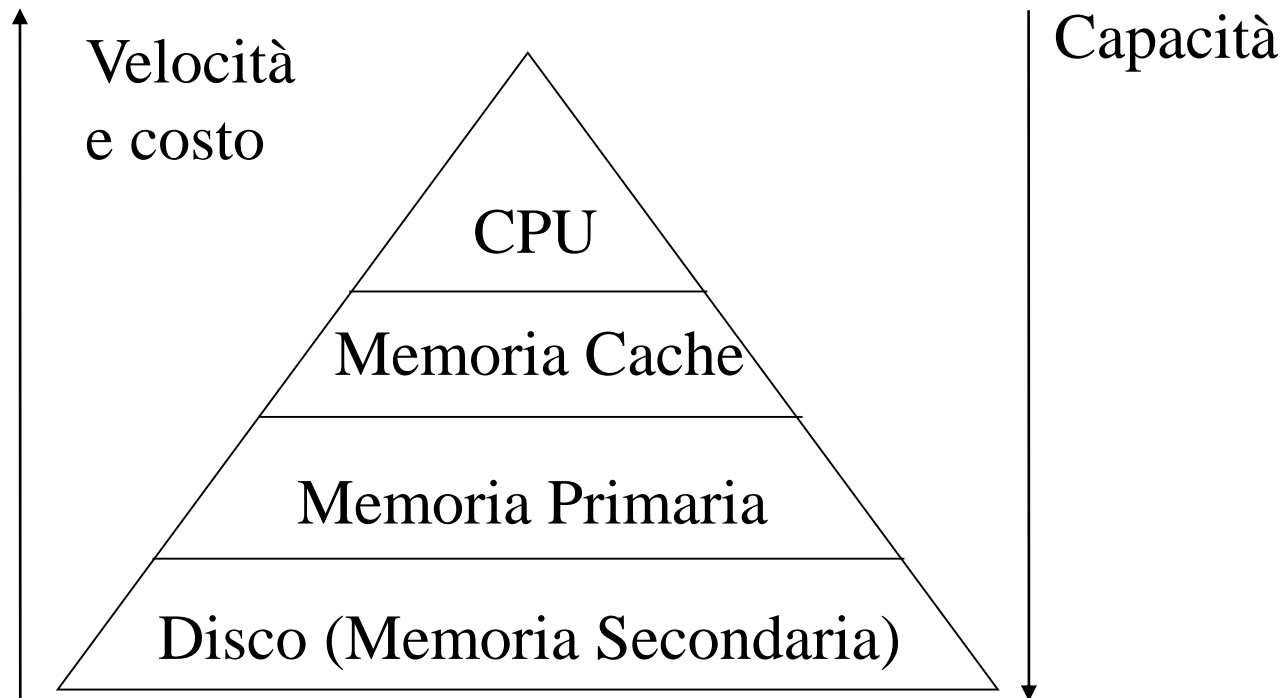 Velocità
e costo
Capacità
CPU
Memoria Cache
Memoria Primaria
Disco (Memoria Secondaria)